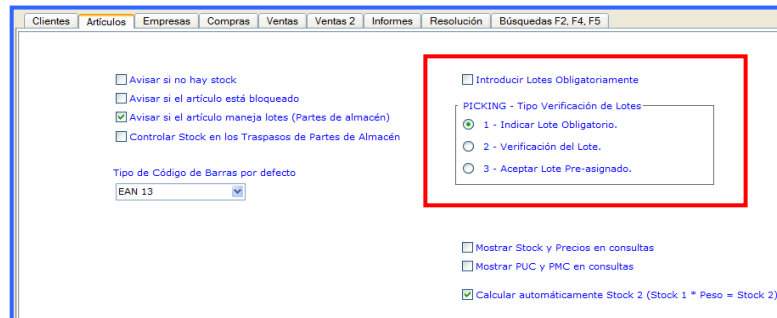 Clientes Artículos Empresas Compras Ventas Ventas 2 Informes Resolución Búsquedas F2, F4, F5
Avisar si no hay stock
Avisar si el artículo está bloqueado
Avisar si el artículo maneja lotes (Partes de almacén)
Controlar Stock en los Traspasos de Partes de Almacén
Tipo de Código de Barras por defecto
EAN 13
Introducir Lotes Obligatoriamente
PICKING - Tipo Verificación de Lotes
1 - Indicar Lote Obligatorio.
2 - Verificación del Lote.
3 - Aceptar Lote Pre-asignado.
Mostrar Stock y Precios en consultas
Mostrar PUC y PMC en consultas
Calcular automáticamente Stock 2 (Stock 1 * Peso = Stock 2)